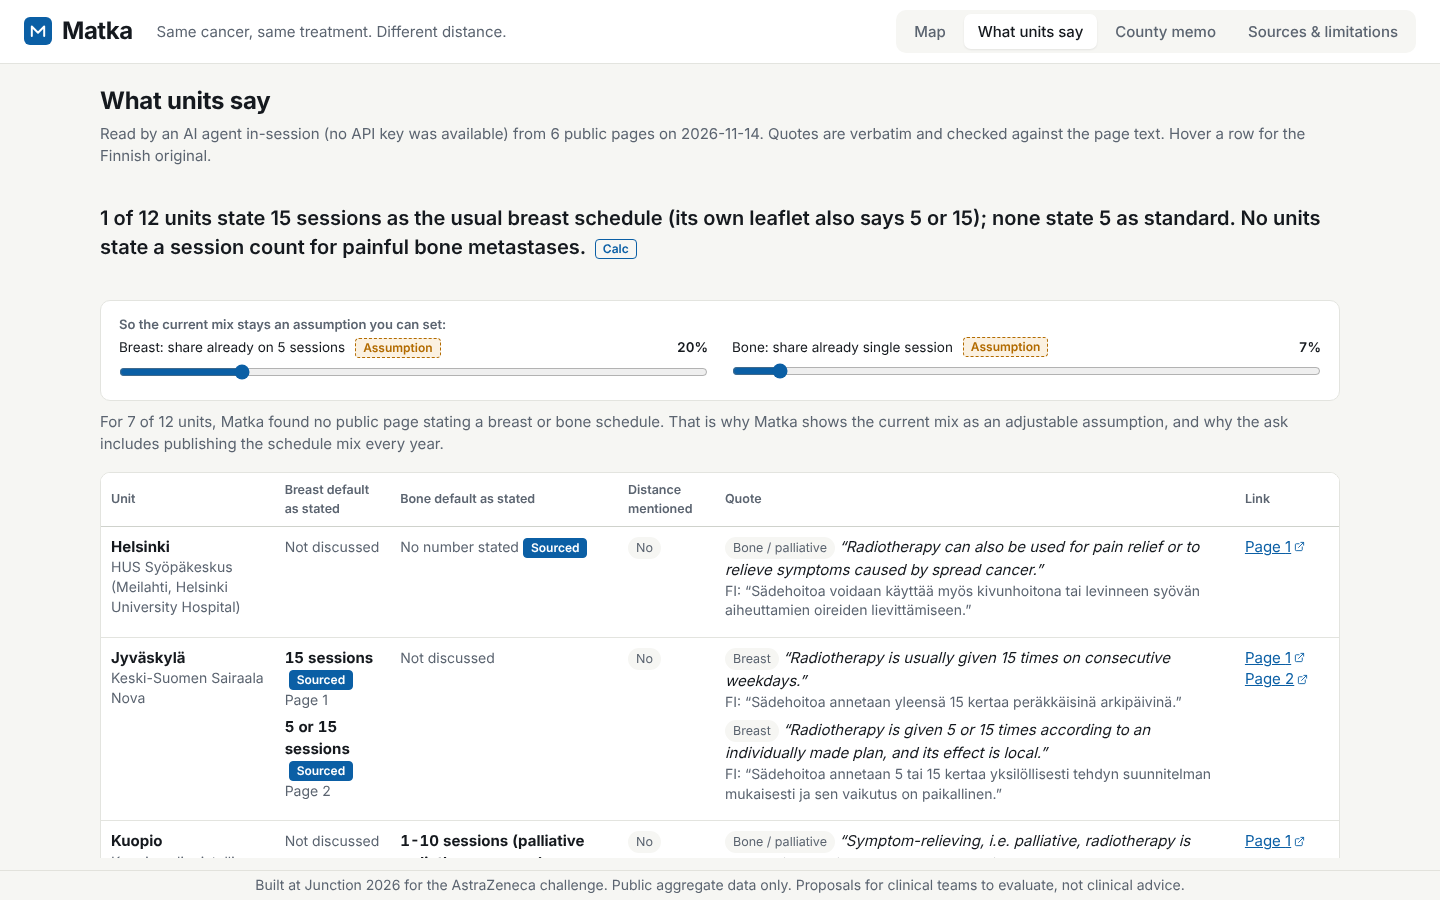 Matka
Same cancer, same treatment. Different distance.
Map
What units say
County memo
Sources & limitations
What units say
Read by an AI agent in-session (no API key was available) from 6 public pages on 2026-11-14. Quotes are verbatim and checked against the page text. Hover a row for the
Finnish original.
1 of 12 units state 15 sessions as the usual breast schedule (its own leaflet also says 5 or 15); none state 5 as standard. No units
state a session count for painful bone metastases. Calc
So the current mix stays an assumption you can set:
Breast: share already on 5 sessions Assumption 20%
Bone: share already single session Assumption 7%
For 7 of 12 units, Matka found no public page stating a breast or bone schedule. That is why Matka shows the current mix as an adjustable assumption, and why the ask
includes publishing the schedule mix every year.
Unit
Breast default
as stated
Bone default as stated
Distance
mentioned
Quote
Link
Helsinki
HUS Syöpäkeskus
(Meilahti, Helsinki
University Hospital)
Not discussed
No number stated Sourced
No
Bone / palliative “Radiotherapy can also be used for pain relief or to
relieve symptoms caused by spread cancer.”
FI: “Sädehoitoa voidaan käyttää myös kivunhoitona tai levinneen syövän
aiheuttamien oireiden lievittämiseen.”
Page 1
Jyväskylä
Keski-Suomen Sairaala
Nova
15 sessions
Sourced
Page 1
5 or 15
sessions
Sourced
Page 2
Not discussed
No
Breast “Radiotherapy is usually given 15 times on consecutive
weekdays.”
FI: “Sädehoitoa annetaan yleensä 15 kertaa peräkkäisinä arkipäivinä.”
Breast “Radiotherapy is given 5 or 15 times according to an
individually made plan, and its effect is local.”
FI: “Sädehoitoa annetaan 5 tai 15 kertaa yksilöllisesti tehdyn suunnitelman
mukaisesti ja sen vaikutus on paikallinen.”
Page 1
Page 2
Kuopio
Not discussed
1-10 sessions (palliative
No
Bone / palliative “Symptom-relieving, i.e. palliative, radiotherapy is
Page 1
Built at Junction 2026 for the AstraZeneca challenge. Public aggregate data only. Proposals for clinical teams to evaluate, not clinical advice.